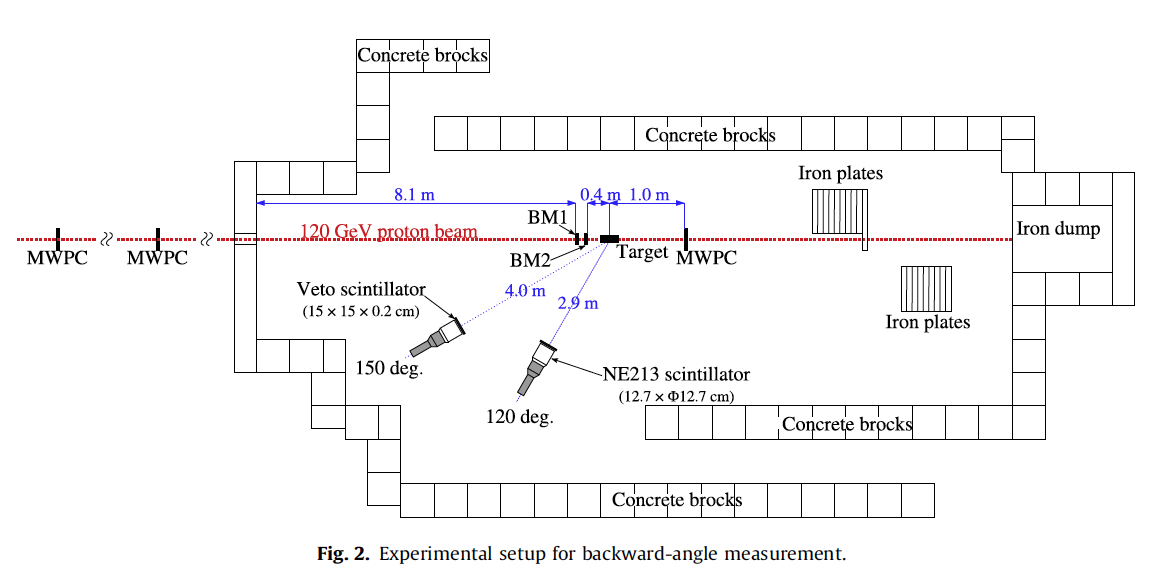 Concrete brocks
Concrete brocks
Iron plates
8.1 m
0.4 m
1.0 m
BM1
120 GeV proton beam
Iron dump
MWPC
MWPC
BM2
Target
MWPC
Veto scintillator
(15 × 15 × 0.2 cm)
4.0 m
2.9 m
Iron plates
150 deg.
NE213 scintillator
(12.7 × Φ12.7 cm)
120 deg.
Concrete brocks
Concrete brocks
Fig. 2. Experimental setup for backward-angle measurement.